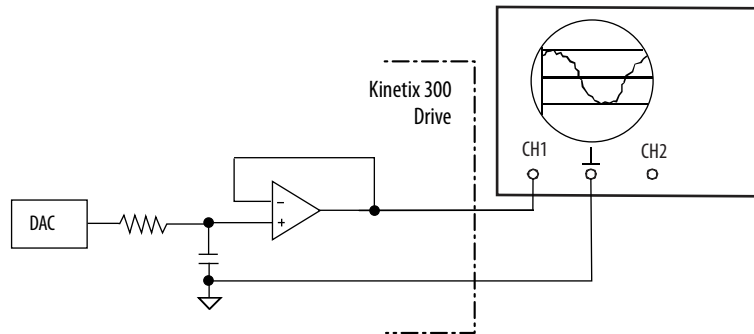 Kinetix 300
Drive
CH1
CH2
DAC
−
+